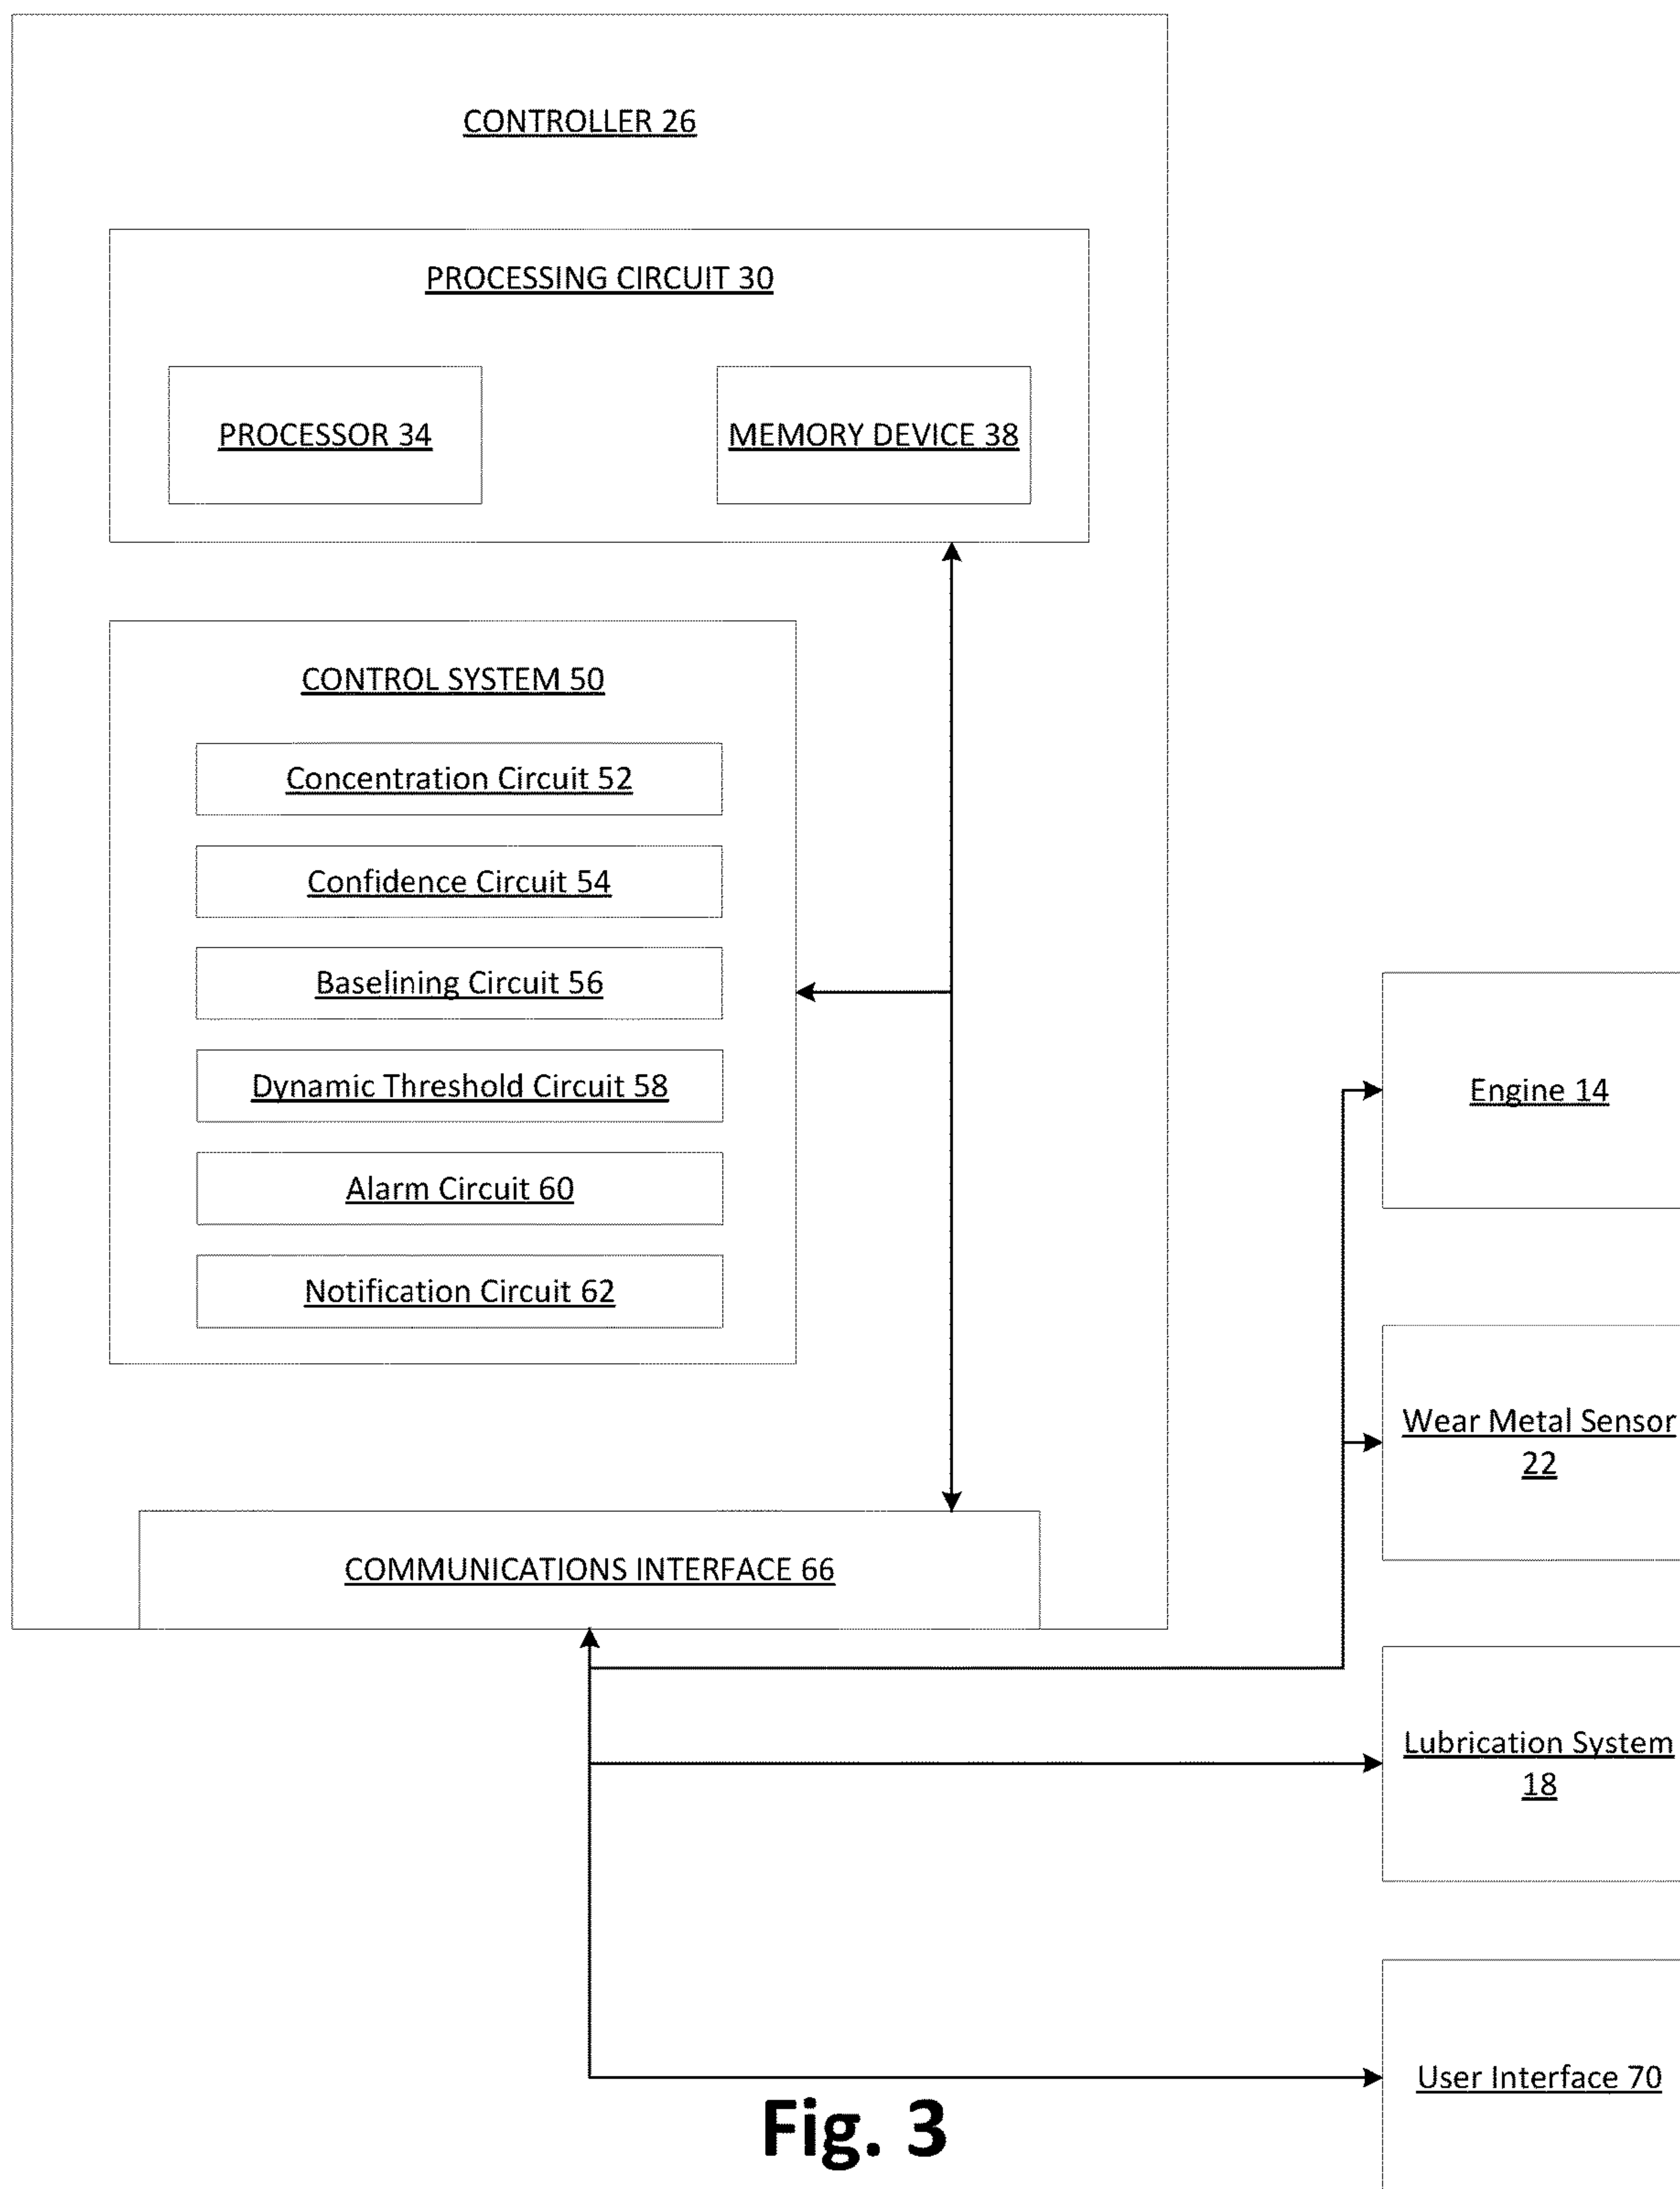 CONTROLLER 26
PROCESSING CIRCUIT 30
PROCESSOR 34
MEMORY DEVICE 38
CONTROL SYSTEM 50
Concentration Circuit 52
Confidence Circuit 54
Baselining Circuit 56
Dynamic Threshold Circuit 58
Alarm Circuit 60
Notification Circuit 62
COMMUNICATIONS INTERFACE 66
Engine 14
Wear Metal Sensor
22
Lubrication System
18
User Interface 70
Fig. 3